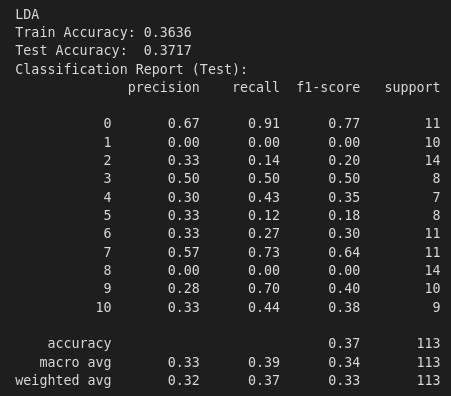 LDA
Train Accuracy: 0.3636
Test Accuracy:  0.3717
Classification Report (Test):
              precision    recall  f1-score   support

           0       0.67      0.91      0.77        11
           1       0.00      0.00      0.00        10
           2       0.33      0.14      0.20        14
           3       0.50      0.50      0.50         8
           4       0.30      0.43      0.35         7
           5       0.33      0.12      0.18         8
           6       0.33      0.27      0.30        11
           7       0.57      0.73      0.64        11
           8       0.00      0.00      0.00        14
           9       0.28      0.70      0.40        10
          10       0.33      0.44      0.38         9

    accuracy                           0.37       113
   macro avg       0.33      0.39      0.34       113
weighted avg       0.32      0.37      0.33       113